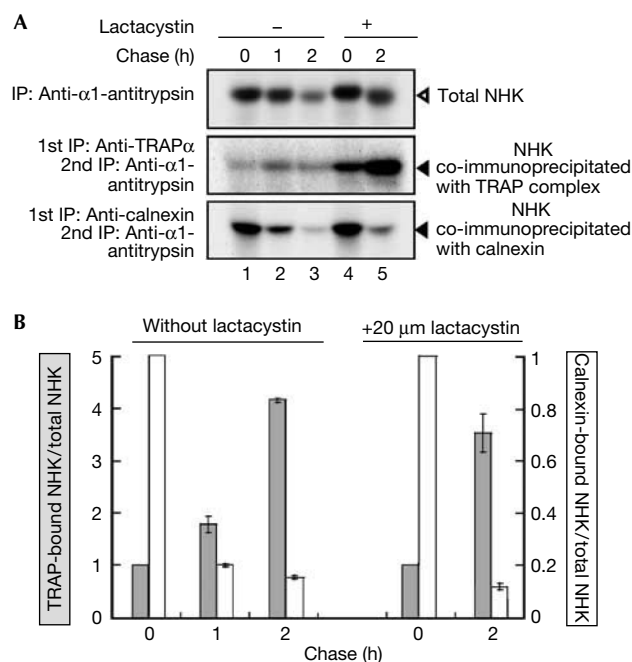 A
Lactacystin – +
Chase (h) 0 1 2 0 2
IP: Anti-α1-antitrypsin
Total NHK
1st IP: Anti-TRAPα
2nd IP: Anti-α1-
antitrypsin
NHK
co-immunoprecipitated
with TRAP complex
1st IP: Anti-calnexin
2nd IP: Anti-α1-
antitrypsin
NHK
co-immunoprecipitated
with calnexin
1 2 3 4 5
B
Without lactacystin
+20 μm lactacystin
TRAP-bound NHK/total NHK
5
4
3
2
1
0
1
0.8
0.6
0.4
0.2
0
Calnexin-bound NHK/total NHK
0 1 2 0 2
Chase (h)